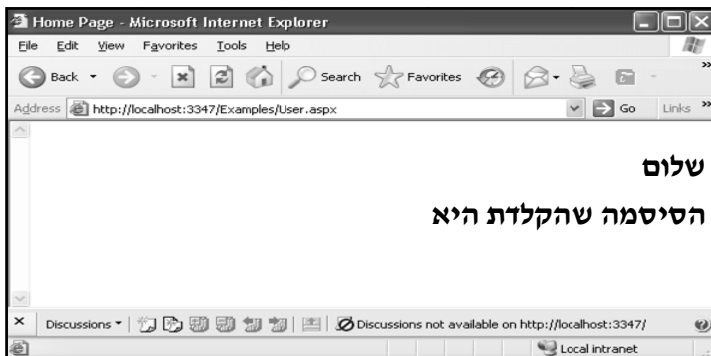 Home Page - Microsoft Internet Explorer
File Edit View Favorites Tools Help
Back Search Favorites
Address http://localhost:3347/Examples/User.aspx Go Links »
שלום
הסיסמה שהקלדת היא
× Discussions Discussions not available on http://localhost:3347/
Local intranet